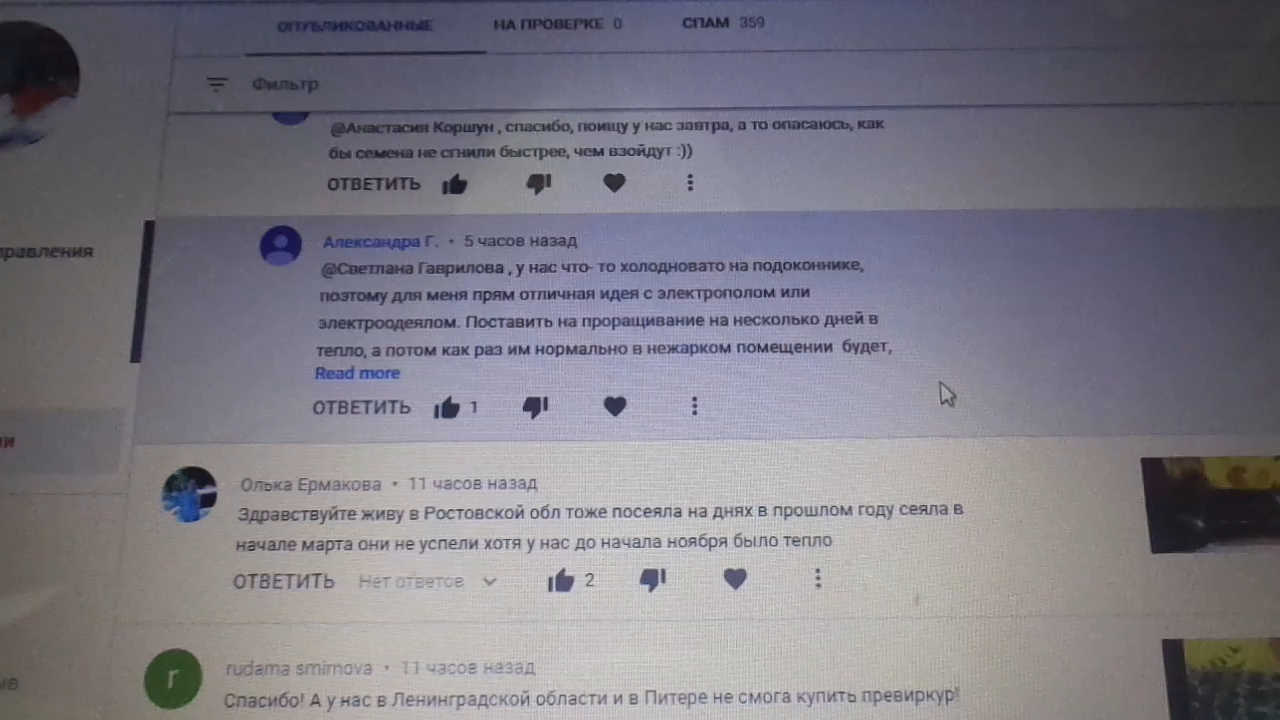 ОПУБЛИКОВАННЫЕ НА ПРОВЕРКЕ 0 СПАМ 359
Фильтр
@Анастасия Коршун , спасибо, поищу у нас завтра, а то опасаюсь, как
бы семена не сгнили быстрее, чем взойдут :))
ОТВЕТИТЬ
правления
Александра Г. • 5 часов назад
@Светлана Гаврилова , у нас что- то холодновато на подоконнике,
поэтому для меня прям отличная идея с электрополом или
электроодеялом. Поставить на проращивание на несколько дней в
тепло, а потом как раз им нормально в нежарком помещении будет,
Read more
ОТВЕТИТЬ 1
ии
Олька Ермакова • 11 часов назад
Здравствуйте живу в Ростовской обл тоже посеяла на днях в прошлом году сеяла в
начале марта они не успели хотя у нас до начала ноября было тепло
ОТВЕТИТЬ Нет ответов 2
r
rudama smirnova • 11 часов назад
Спасибо! А у нас в Ленинградской области и в Питере не смога купить превиркур!